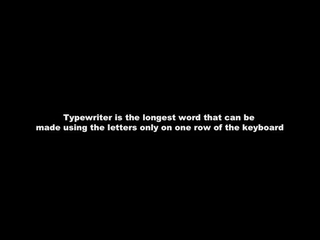 Typewriter is the longest word that can be
made using the letters only on one row of the keyboard